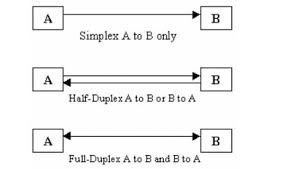 A B
Simplex A to B only
A B
Half-Duplex A to B or B to A
A B
Full-Duplex A to B and B to A